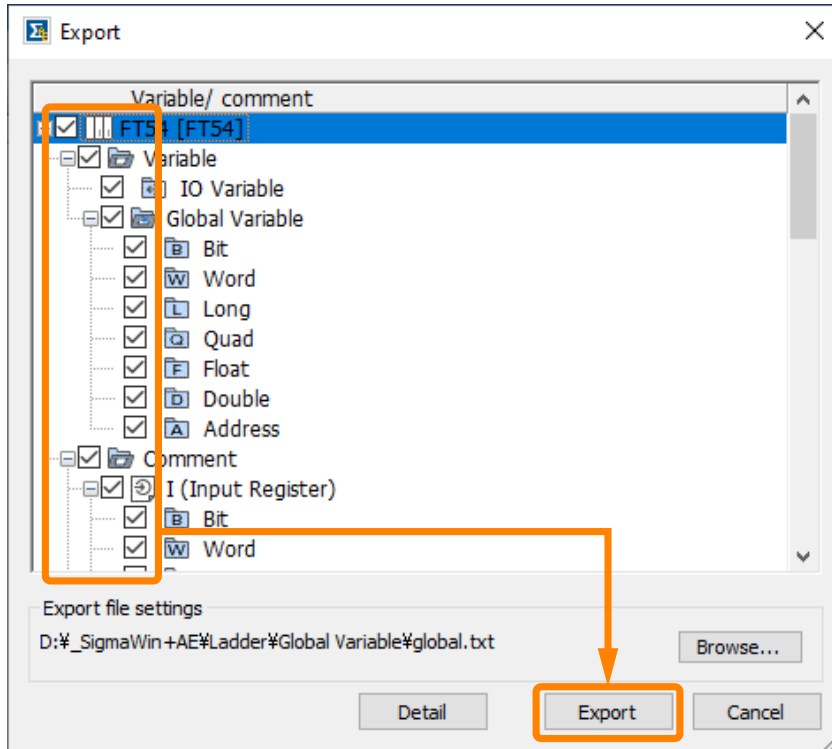 Export
Variable/ comment
FT54 [FT54]
Variable
IO Variable
Global Variable
B Bit
W Word
L Long
Q Quad
F Float
D Double
A Address
Comment
I (Input Register)
B Bit
W Word
Export file settings
D:¥_SigmaWin+AE¥Ladder¥Global Variable¥global.txt
Browse...
Detail
Export
Cancel